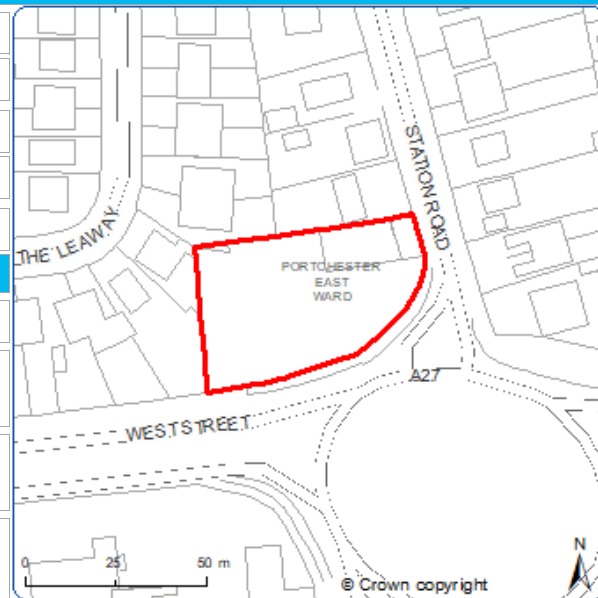 STATION ROAD
THE LEAWAY
PORTCHESTER
EAST
WARD
A27
WEST STREET
N
0 25 50 m
© Crown copyright